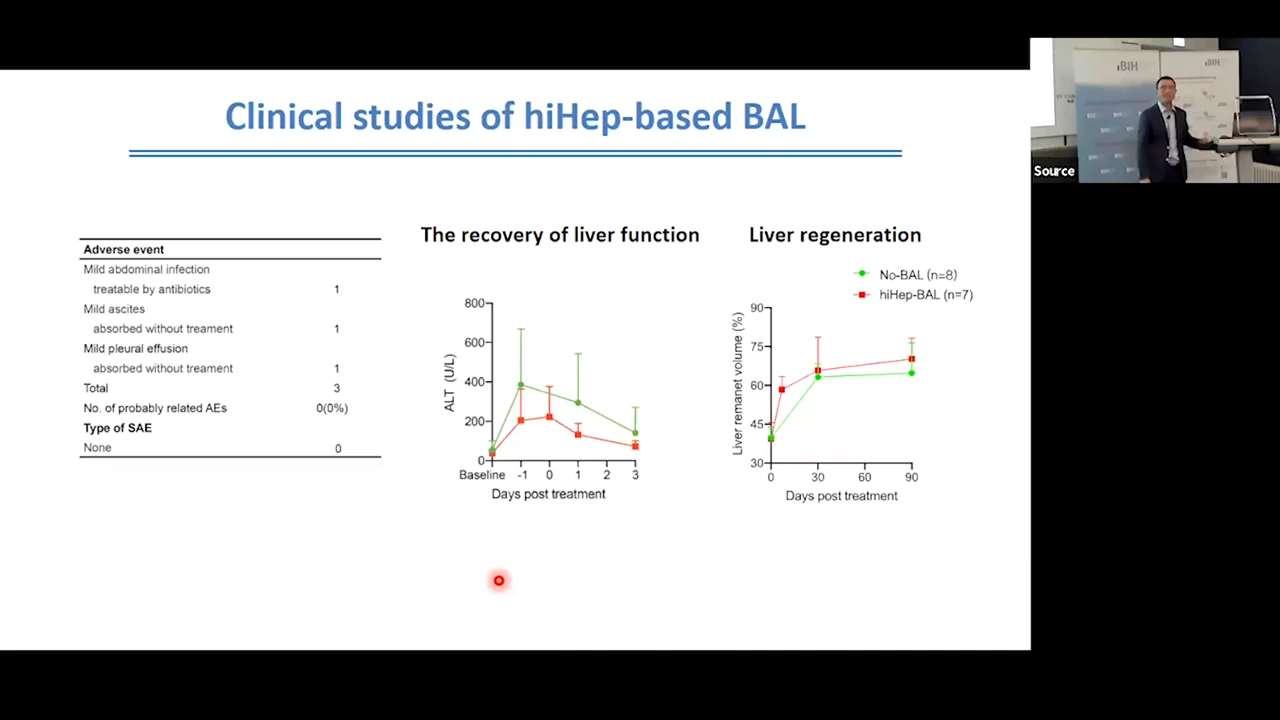 Clinical studies of hiHep-based BAL
Adverse event
Mild abdominal infection
treatable by antibiotics 1
Mild ascites
absorbed without treament 1
Mild pleural effusion
absorbed without treament 1
Total 3
No. of probably related AEs 0(0%)
Type of SAE
None 0
The recovery of liver function
800
600
400
200
0
ALT (U/L)
Baseline -1 0 1 2 3
Days post treatment
Liver regeneration
No-BAL (n=8)
hiHep-BAL (n=7)
90
75
60
45
30
Liver remanet volume (%)
0 30 60 90
Days post treatment
BIH
BIH
Source